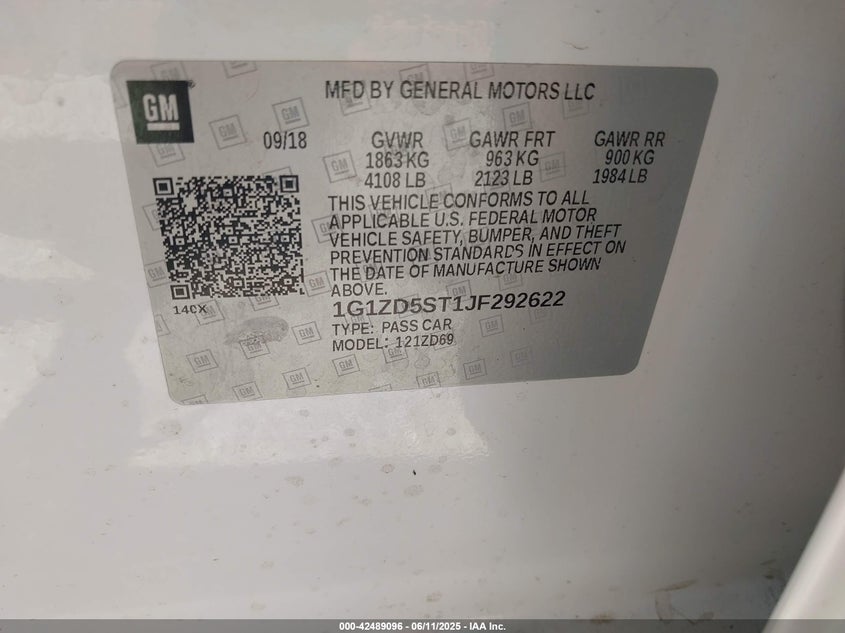 GM
MFD BY GENERAL MOTORS LLC
09/18 GVWR GAWR FRT GAWR RR
1863 KG 963 KG 900 KG
4108 LB 2123 LB 1984 LB
THIS VEHICLE CONFORMS TO ALL
APPLICABLE U.S. FEDERAL MOTOR
VEHICLE SAFETY, BUMPER, AND THEFT
PREVENTION STANDARDS IN EFFECT ON
THE DATE OF MANUFACTURE SHOWN
ABOVE.
140X
1G1ZD5ST1JF292622
TYPE: PASS CAR
MODEL: 121ZD69
000-42489096 - 06/11/2025 - IAA Inc.